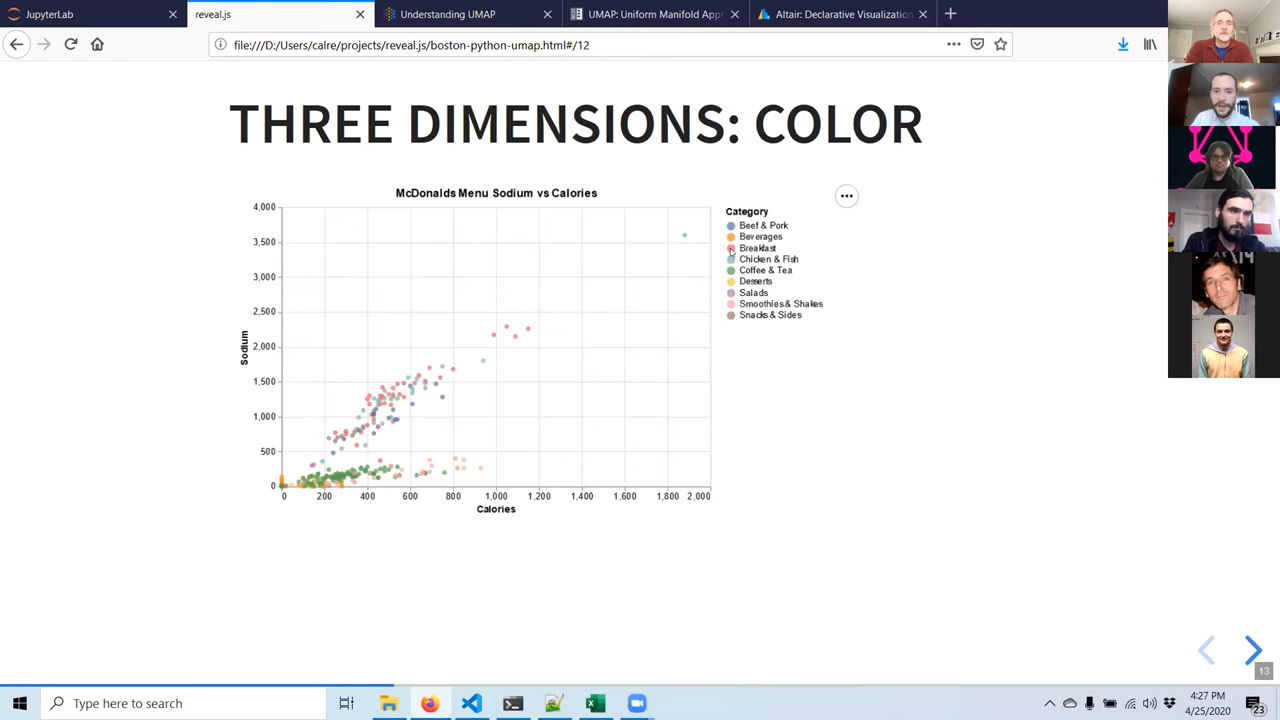 JupyterLab
reveal.js
Understanding UMAP
UMAP: Uniform Manifold Appr
Altair: Declarative Visualization
file:///D:/Users/calre/projects/reveal.js/boston-python-umap.html#/12
THREE DIMENSIONS: COLOR
McDonalds Menu Sodium vs Calories
Category
Beef & Pork
Beverages
Breakfast
Chicken & Fish
Coffee & Tea
Desserts
Salads
Smoothies & Shakes
Snacks & Sides
4,000
3,500
3,000
2,500
2,000
1,500
1,000
500
0
Sodium
0 200 400 600 800 1,000 1,200 1,400 1,600 1,800 2,000
Calories
13
Type here to search
4:27 PM
4/25/2020
23